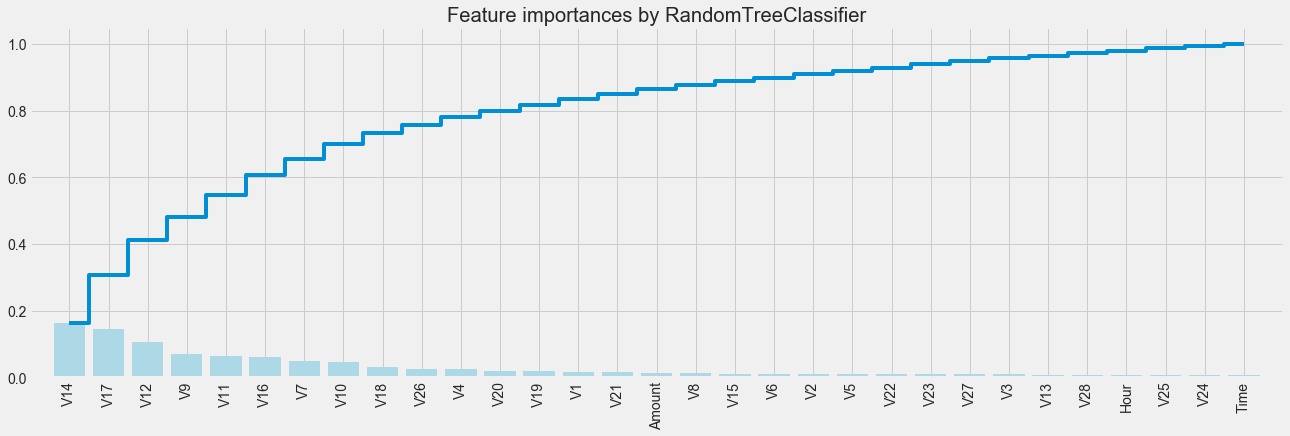 Feature importances by RandomTreeClassifier
1.0
0.8
0.6
0.4
0.2
0.0
V14
V17
V12
V9
V11
V16
V7
V10
V18
V26
V4
V20
V19
V1
V21
Amount
V8
V15
V6
V2
V5
V22
V23
V27
V3
V13
V28
Hour
V25
V24
Time